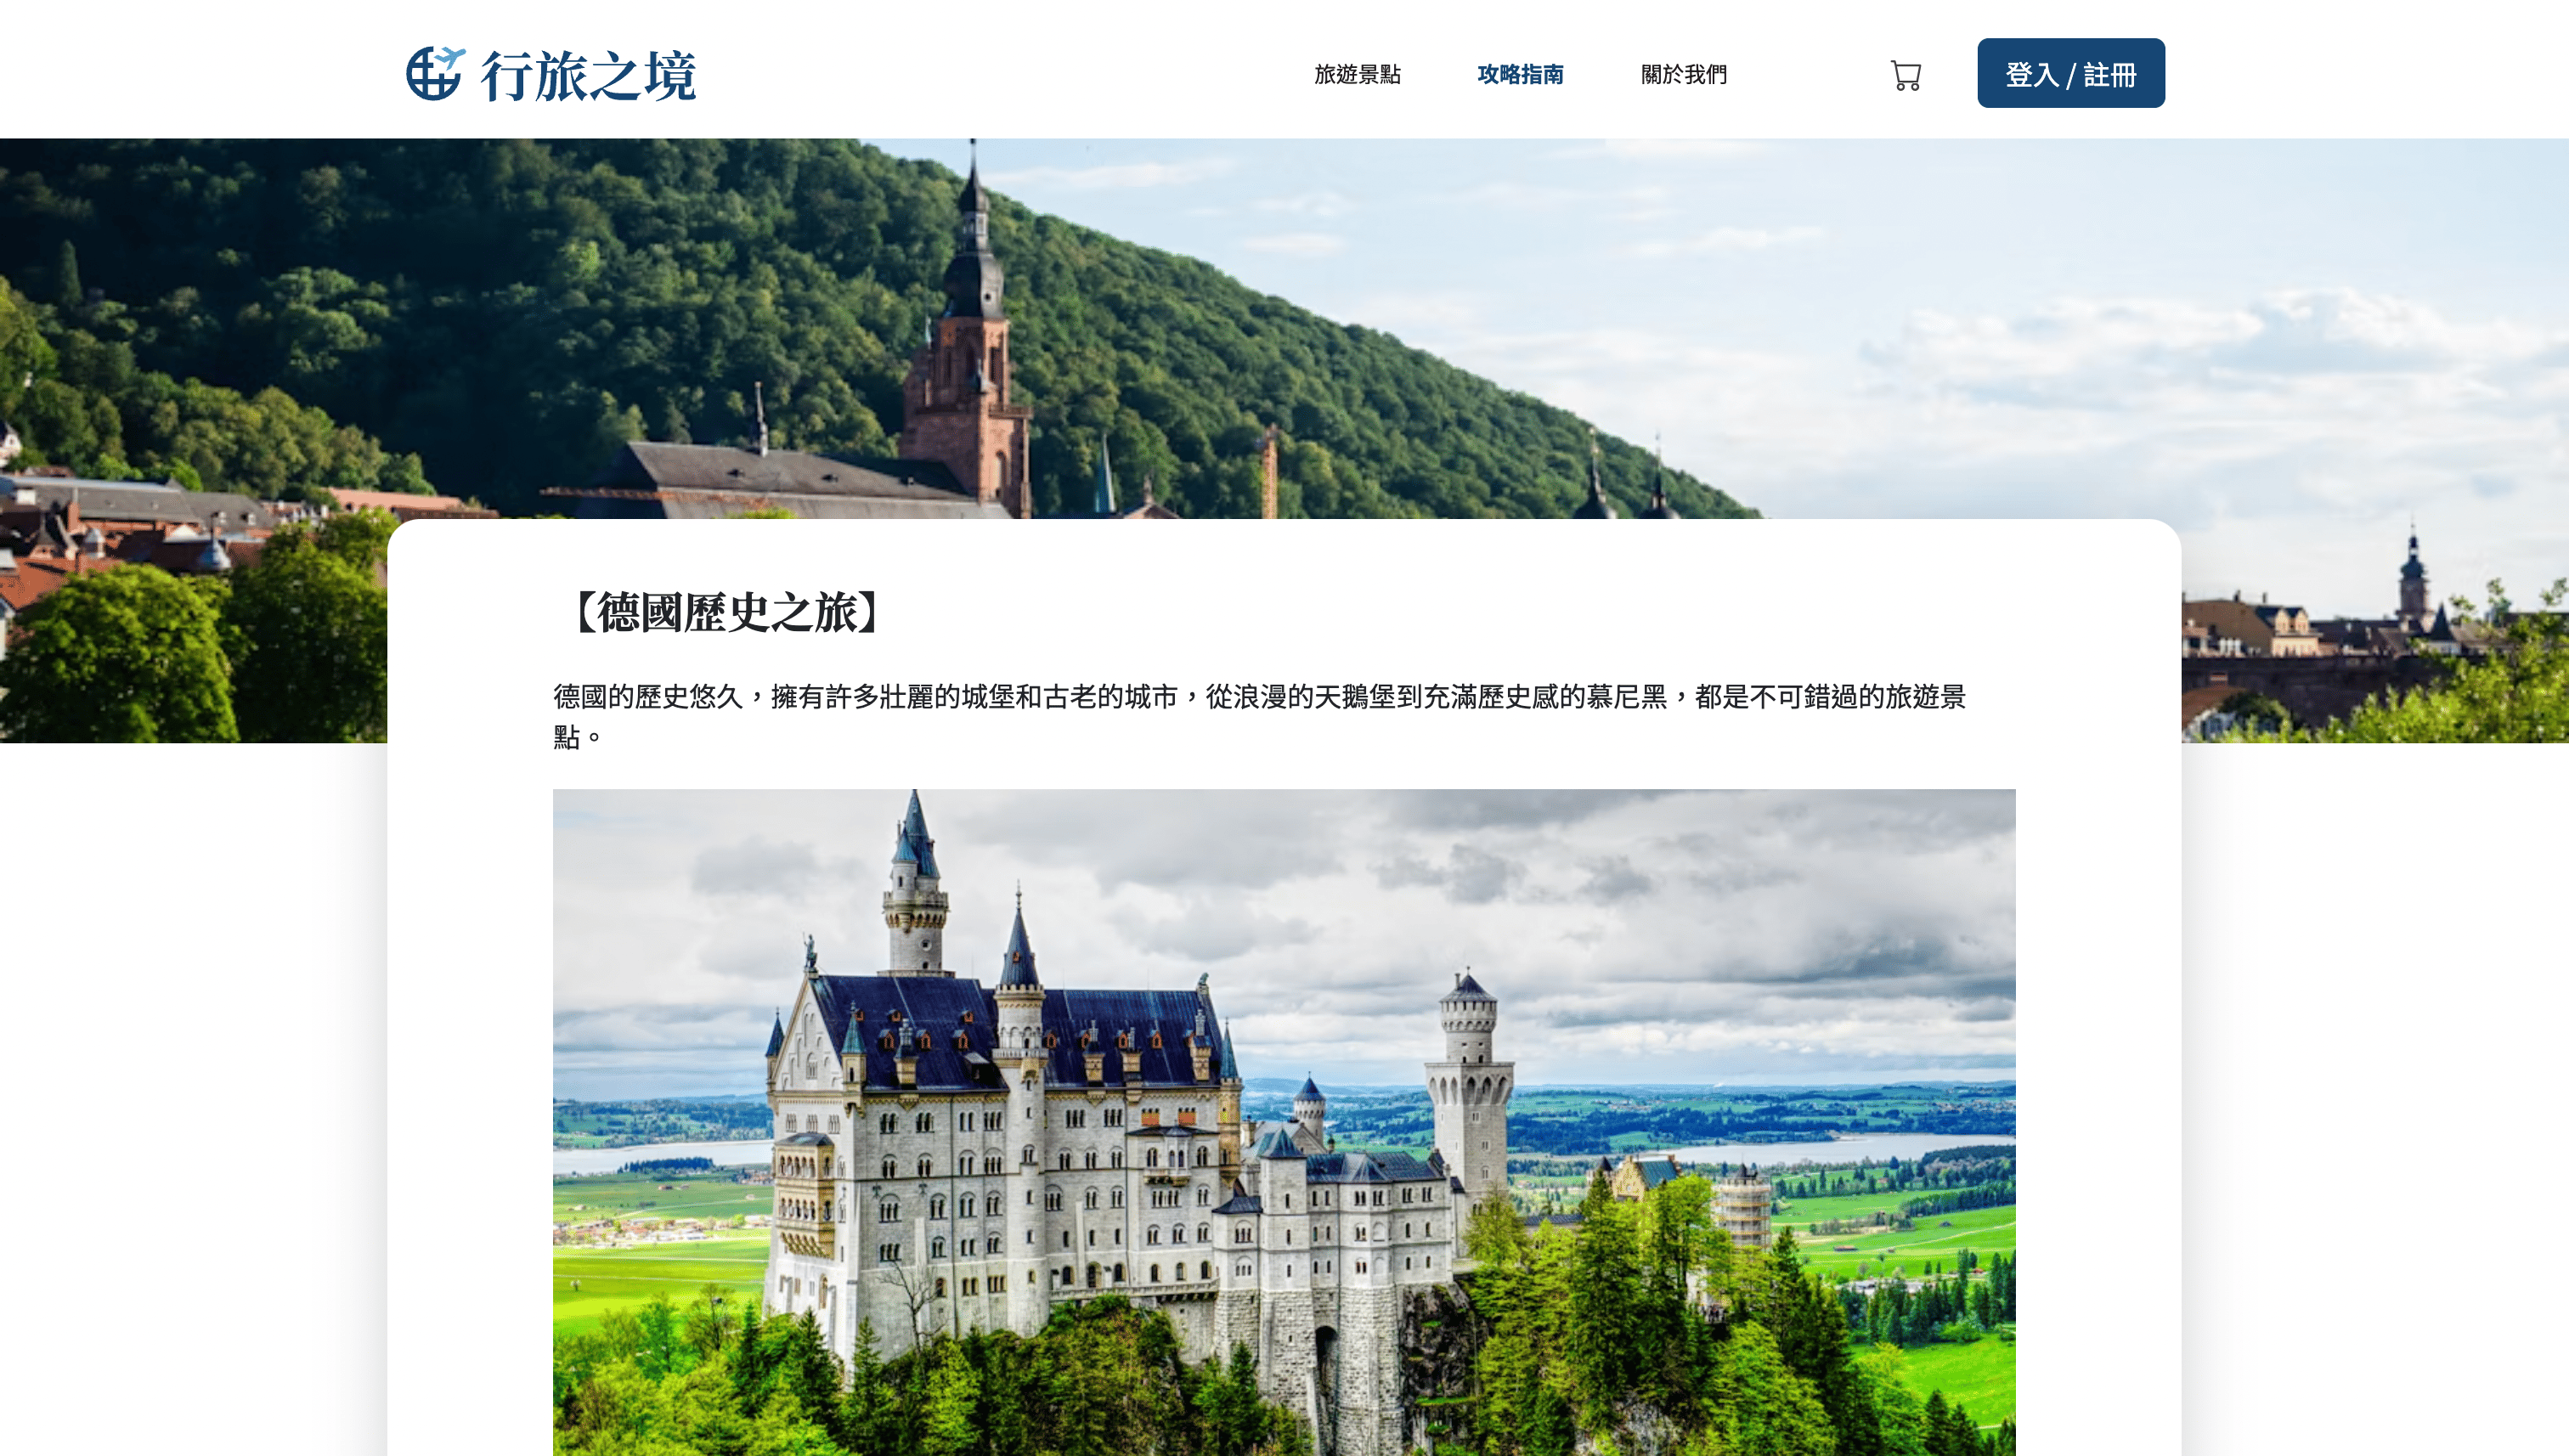 行旅之境
旅遊景點
攻略指南
關於我們
登入 / 註冊
【德國歷史之旅】
德國的歷史悠久，擁有許多壯麗的城堡和古老的城市，從浪漫的天鵝堡到充滿歷史感的慕尼黑，都是不可錯過的旅遊景
點。